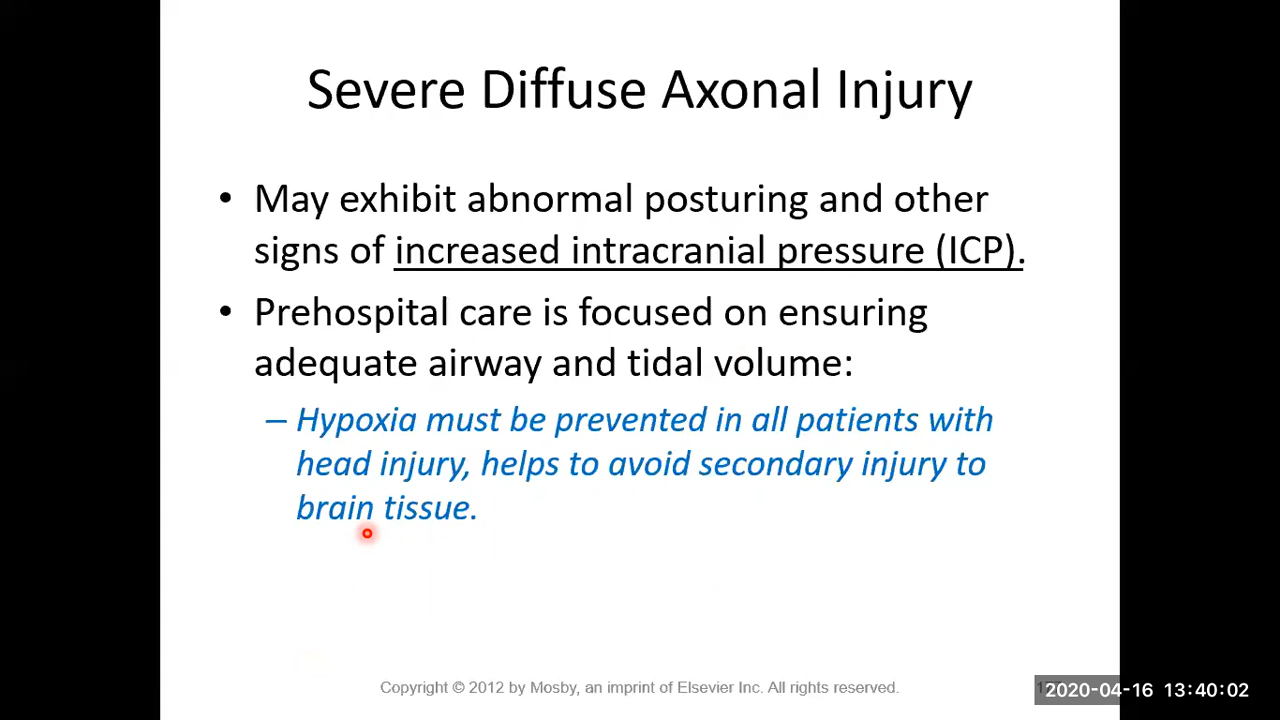 Severe Diffuse Axonal Injury
• May exhibit abnormal posturing and other
signs of increased intracranial pressure (ICP).
• Prehospital care is focused on ensuring
adequate airway and tidal volume:
– Hypoxia must be prevented in all patients with
head injury, helps to avoid secondary injury to
brain tissue.
Copyright © 2012 by Mosby, an imprint of Elsevier Inc. All rights reserved.
2020-04-16 13:40:02